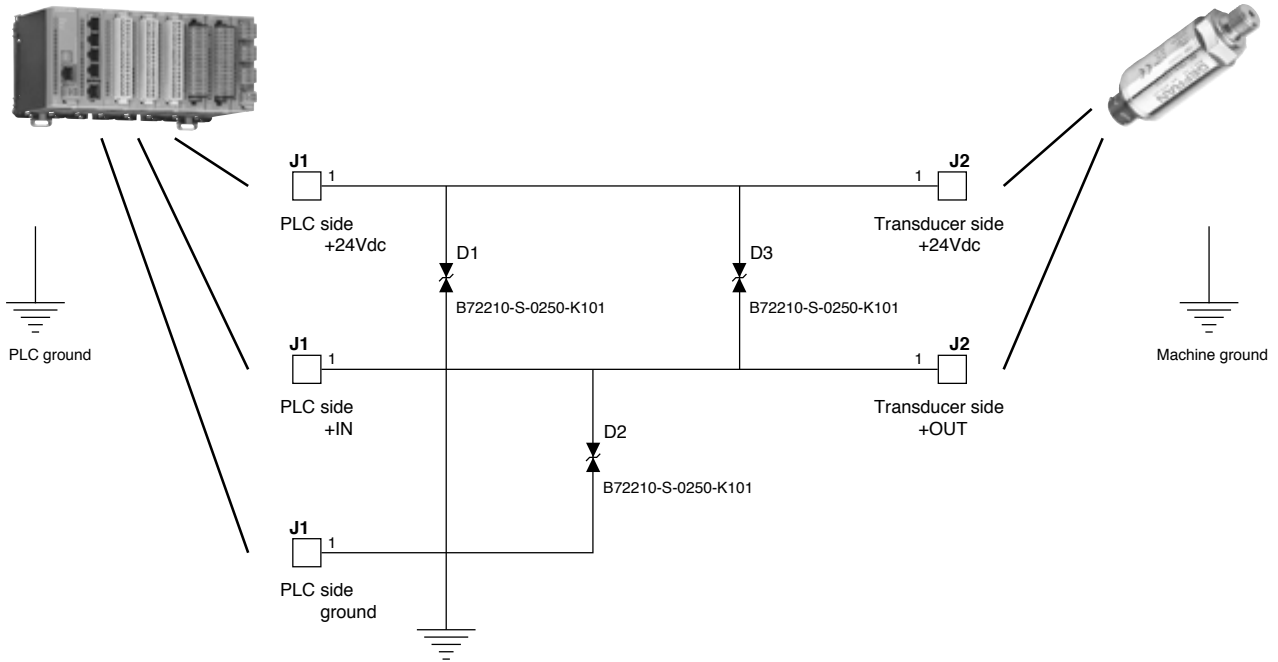 GEFRAN
J1
1
PLC side
+24Vdc
1
J2
Transducer side
+24Vdc
D1
B72210-S-0250-K101
D3
B72210-S-0250-K101
PLC ground
Machine ground
J1
1
PLC side
+IN
1
J2
Transducer side
+OUT
D2
B72210-S-0250-K101
J1
1
PLC side
ground